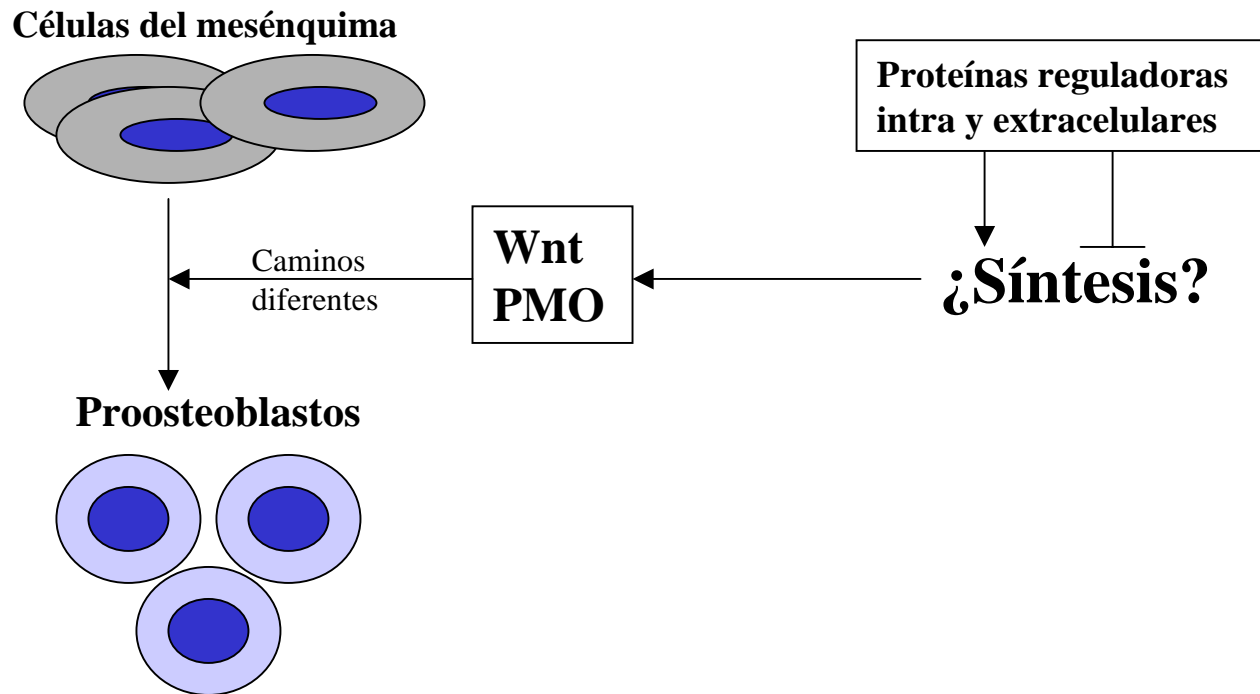 Células del mesénquima
Proteínas reguladoras
intra y extracelulares
Caminos
diferentes
Wnt
PMO
¿Síntesis?
Proosteoblastos